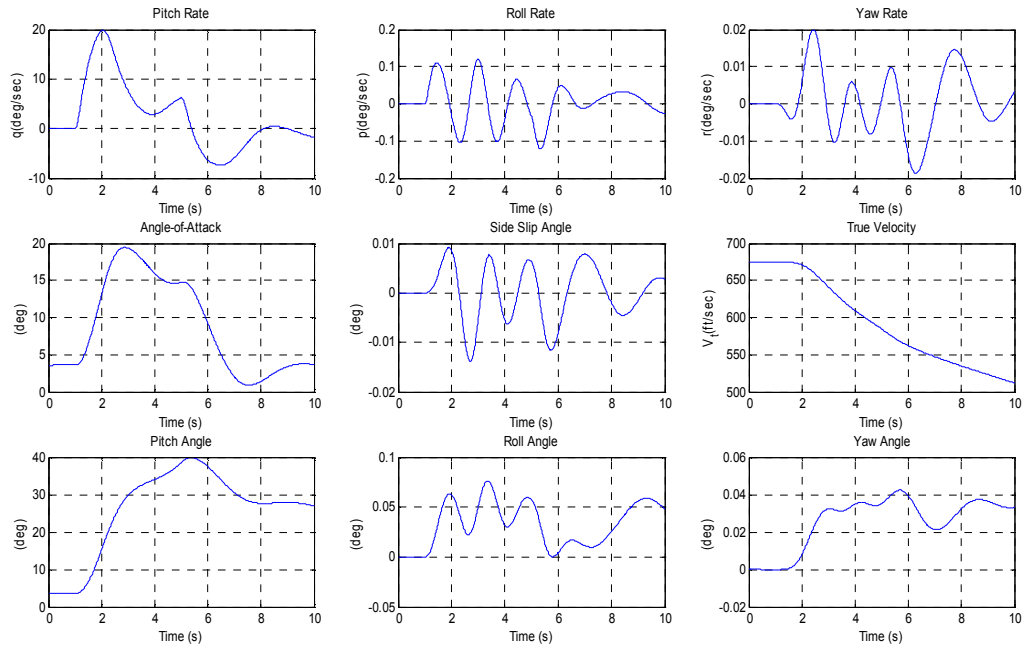 Pitch Rate
q(deg/sec)
20
10
0
-10
0 2 4 6 8 10
Time (s)
Roll Rate
p(deg/sec)
0.2
0.1
0
-0.1
-0.2
0 2 4 6 8 10
Time (s)
Yaw Rate
r(deg/sec)
0.02
0.01
0
-0.01
-0.02
0 2 4 6 8 10
Time (s)
Angle-of-Attack
(deg)
20
15
10
5
0
0 2 4 6 8 10
Time (s)
Side Slip Angle
(deg)
0.01
0
-0.01
-0.02
0 2 4 6 8 10
Time (s)
True Velocity
Vt(ft/sec)
700
650
600
550
500
0 2 4 6 8 10
Time (s)
Pitch Angle
(deg)
40
30
20
10
0
0 2 4 6 8 10
Time (s)
Roll Angle
(deg)
0.1
0.05
0
-0.05
0 2 4 6 8 10
Time (s)
Yaw Angle
(deg)
0.06
0.04
0.02
0
-0.02
0 2 4 6 8 10
Time (s)